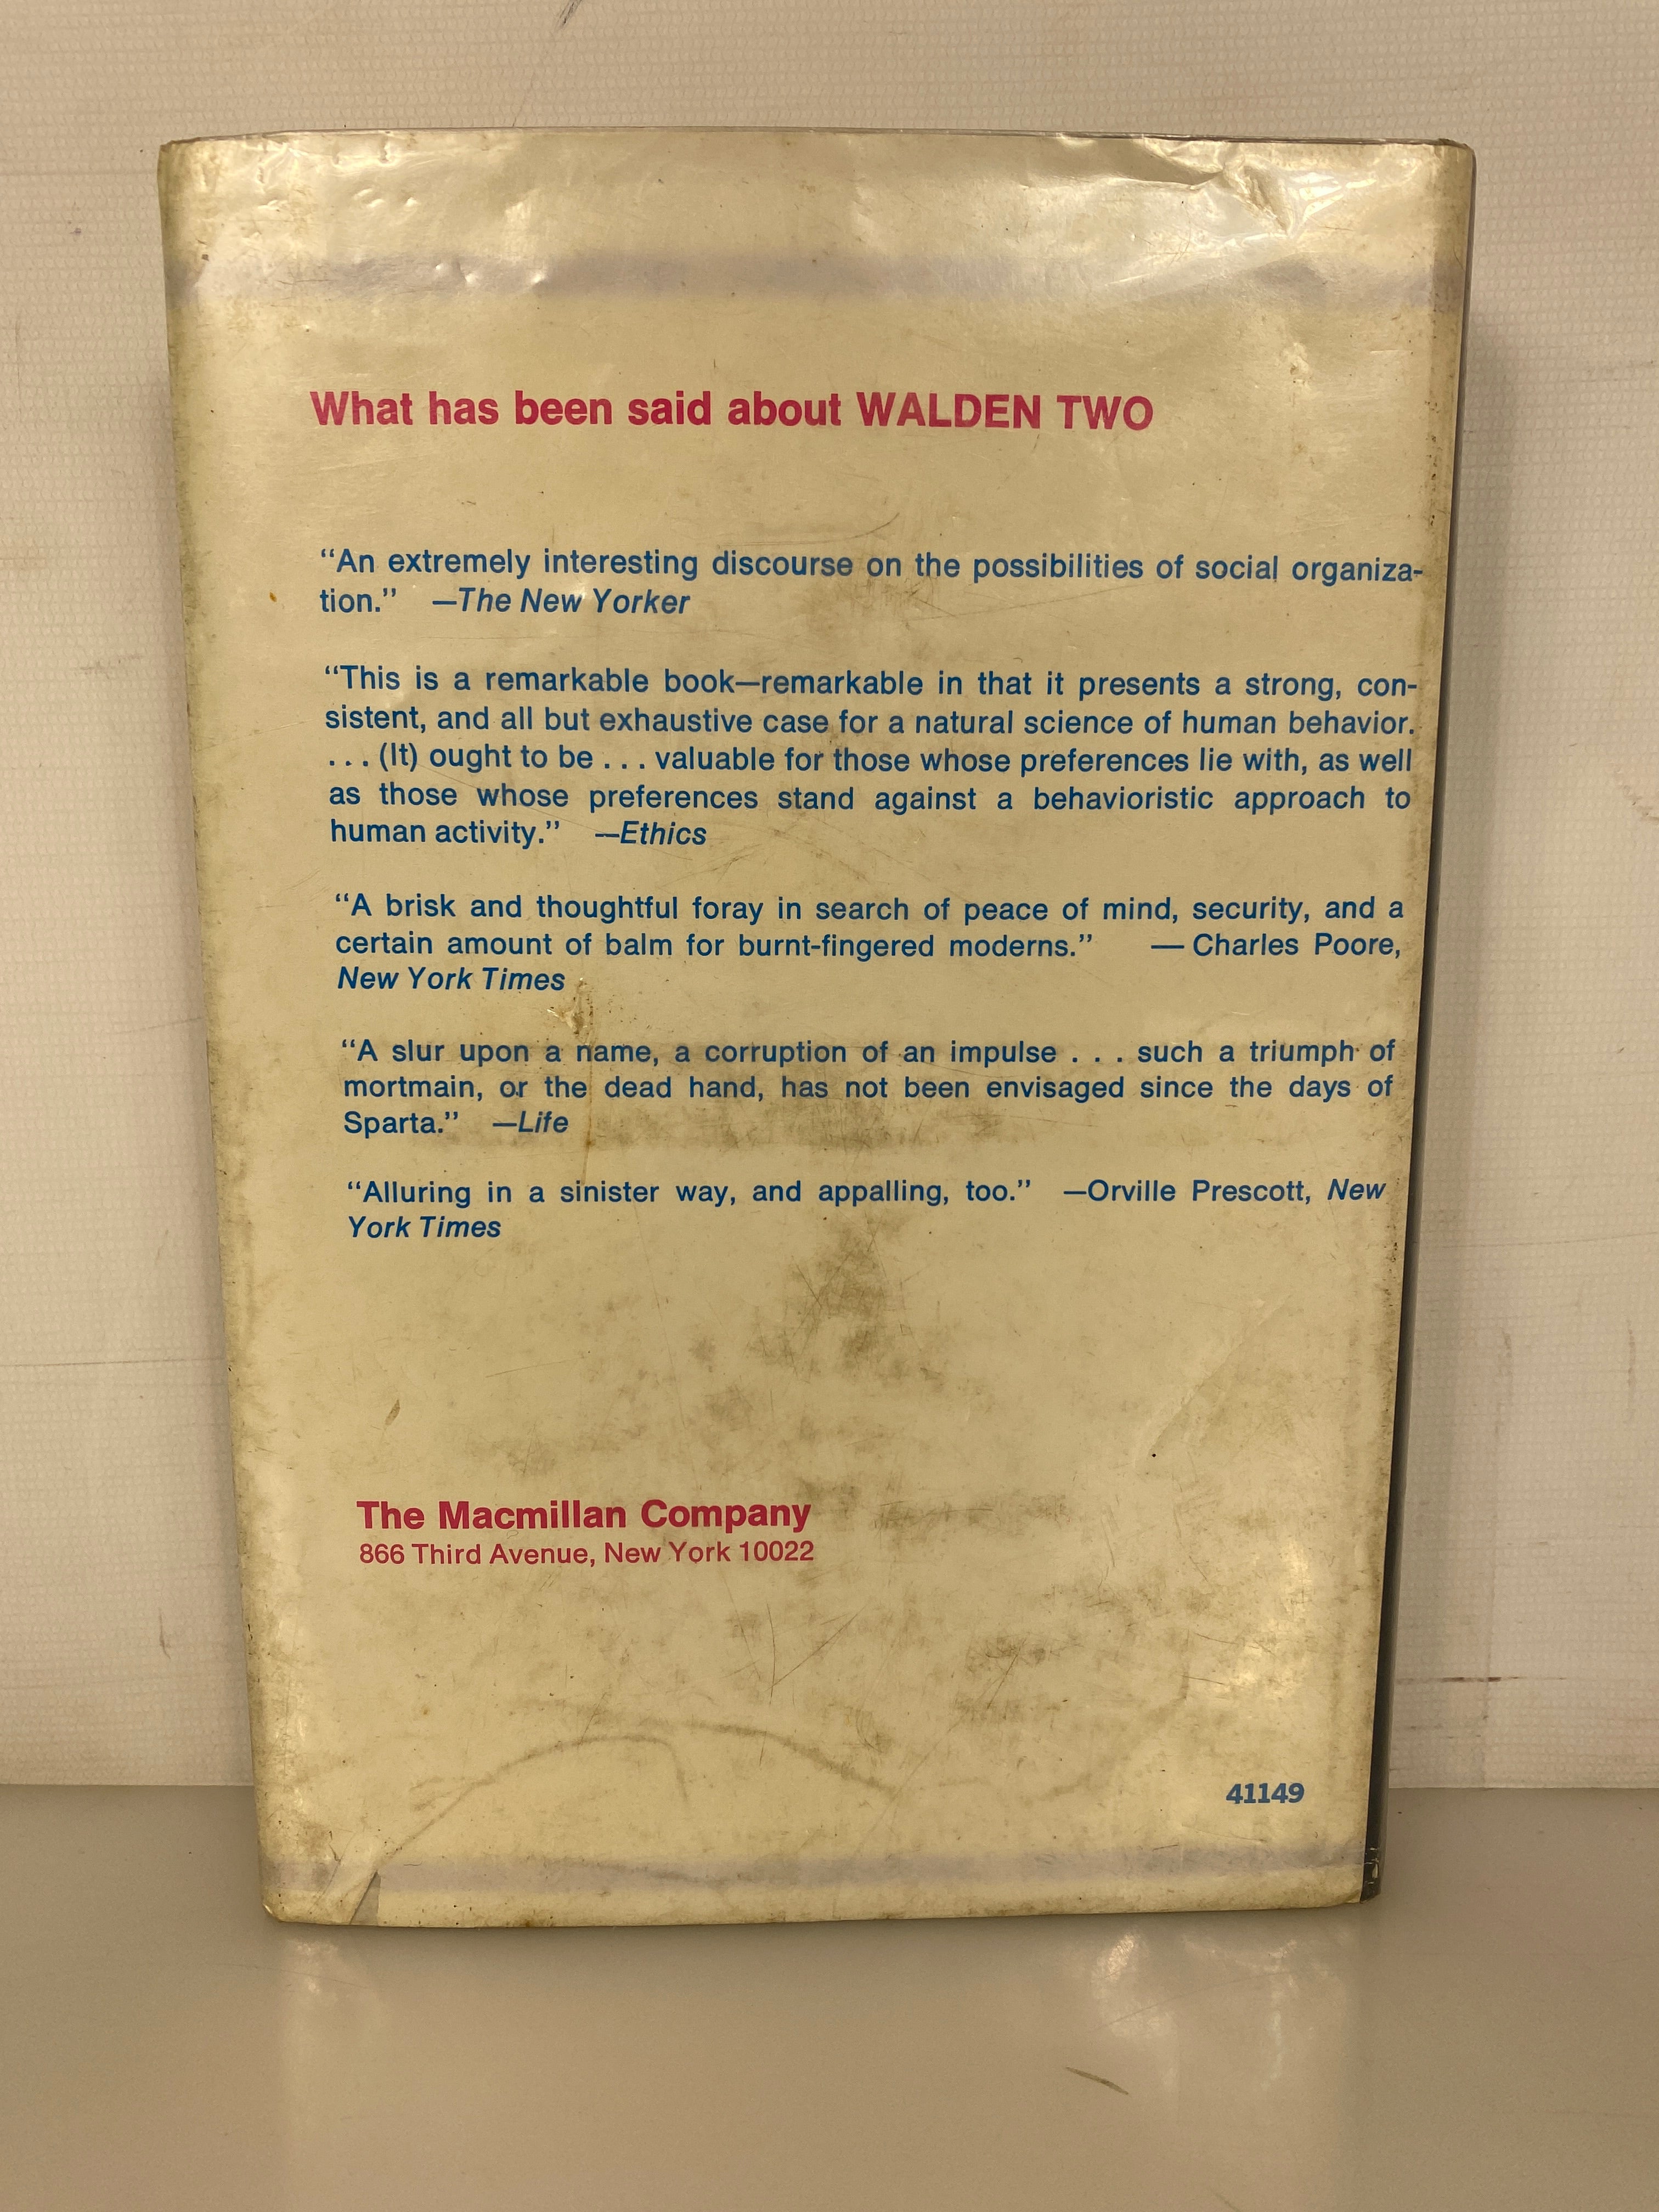 What has been said about WALDEN TWO
“An extremely interesting discourse on the possibilities of social organiza-
tion.” —The New Yorker
“This is a remarkable book—remarkable in that it presents a strong, con-
sistent, and all but exhaustive case for a natural science of human behavior.
. . . (It) ought to be . . . valuable for those whose preferences lie with, as well
as those whose preferences stand against a behavioristic approach to
human activity.” —Ethics
“A brisk and thoughtful foray in search of peace of mind, security, and a
certain amount of balm for burnt-fingered moderns.” — Charles Poore,
New York Times
“A slur upon a name, a corruption of an impulse . . . such a triumph of
mortmain, or the dead hand, has not been envisaged since the days of
Sparta.” —Life
“Alluring in a sinister way, and appalling, too.” —Orville Prescott, New
York Times
The Macmillan Company
866 Third Avenue, New York 10022
41149